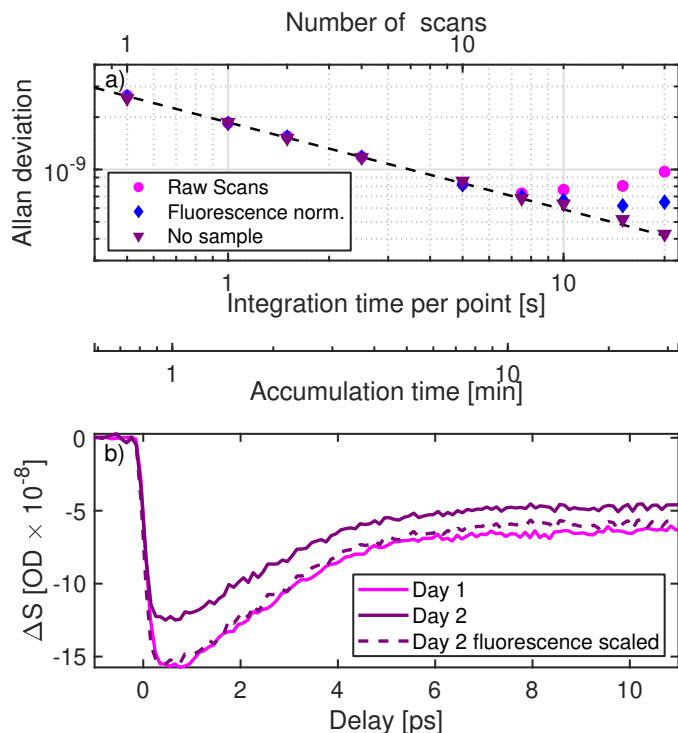 Number of scans
1 10
a)
Allan deviation
10-9
Raw Scans
Fluorescence norm.
No sample
1 10
Integration time per point [s]
1 10
Accumulation time [min]
b)
ΔS [OD × 10-8]
0
-5
-10
-15
Day 1
Day 2
Day 2 fluorescence scaled
0 2 4 6 8 10
Delay [ps]